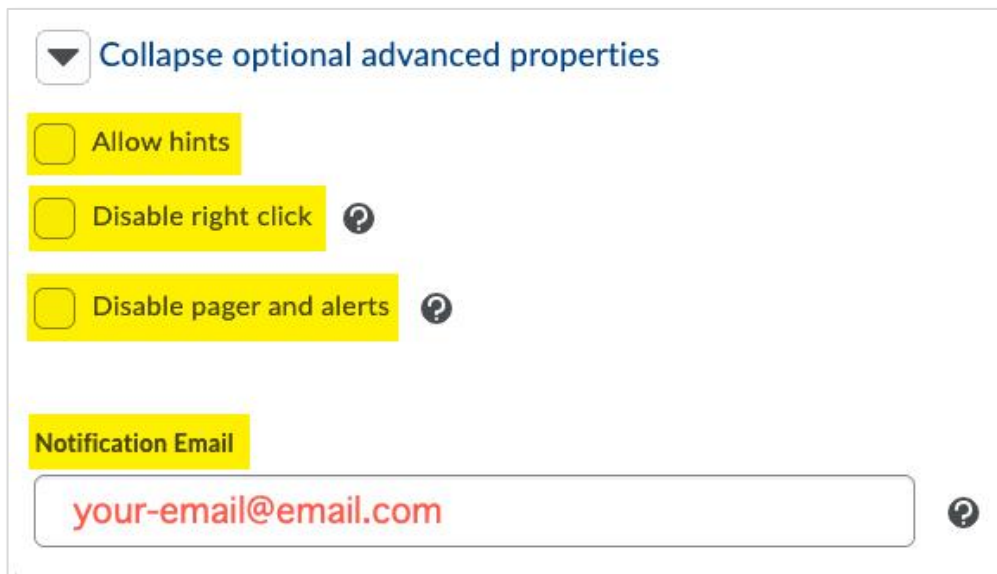 Collapse optional advanced properties
Allow hints
Disable right click ?
Disable pager and alerts ?
Notification Email
your-email@email.com ?